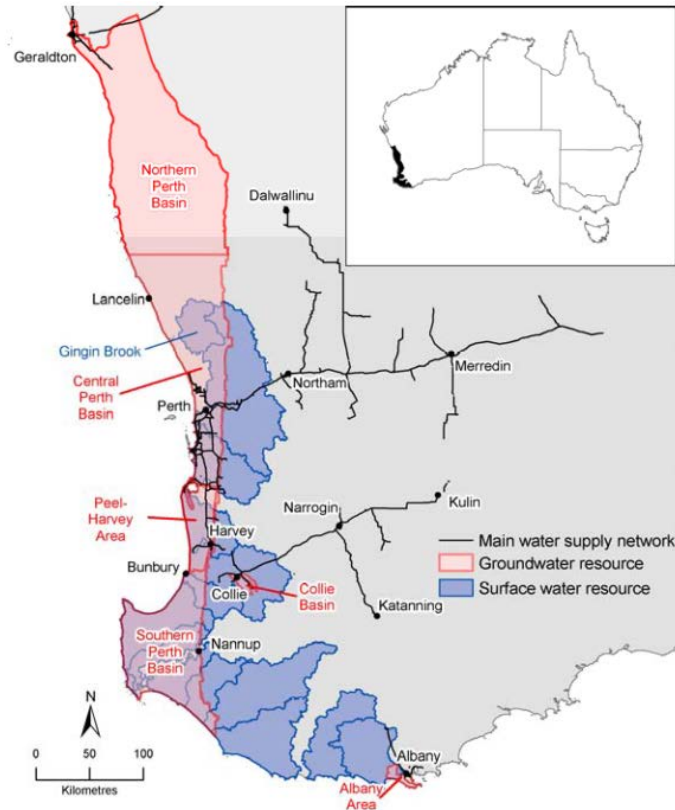 Geraldton
Northern
Perth
Basin
Dalwallinu
Lancelin
Gingin Brook
Central
Perth
Basin
Merredin
Northam
Perth
Peel-
Harvey
Area
Narrogin
Kulin
Harvey
Bunbury
Collie
Collie
Basin
Katanning
Main water supply network
Groundwater resource
Surface water resource
Southern
Perth
Basin
Nannup
N
0 50 100
Kilometres
Albany
Albany
Area